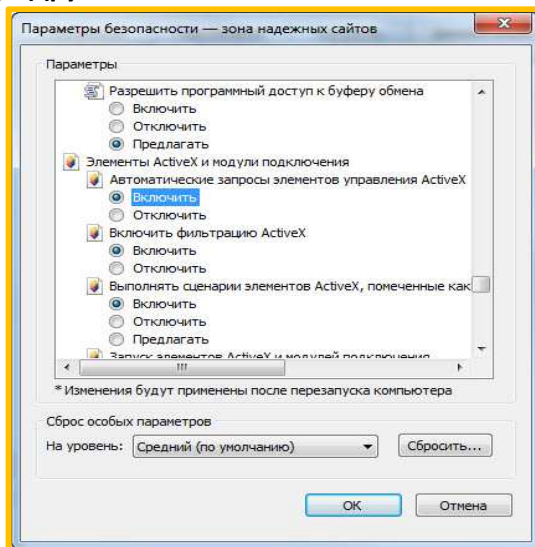 Параметры безопасности — зона надежных сайтов
Параметры
Разрешить программный доступ к буферу обмена
Включить
Отключить
Предлагать
Элементы ActiveX и модули подключения
Автоматические запросы элементов управления ActiveX
Включить
Отключить
Включить фильтрацию ActiveX
Включить
Отключить
Выполнять сценарии элементов ActiveX, помеченные как
Включить
Отключить
Предлагать
Запуск элементов ActiveX и модулей подключения
*Изменения будут применены после перезапуска компьютера
Сброс особых параметров
На уровень: Средний (по умолчанию) Сбросить...
ОК Отмена